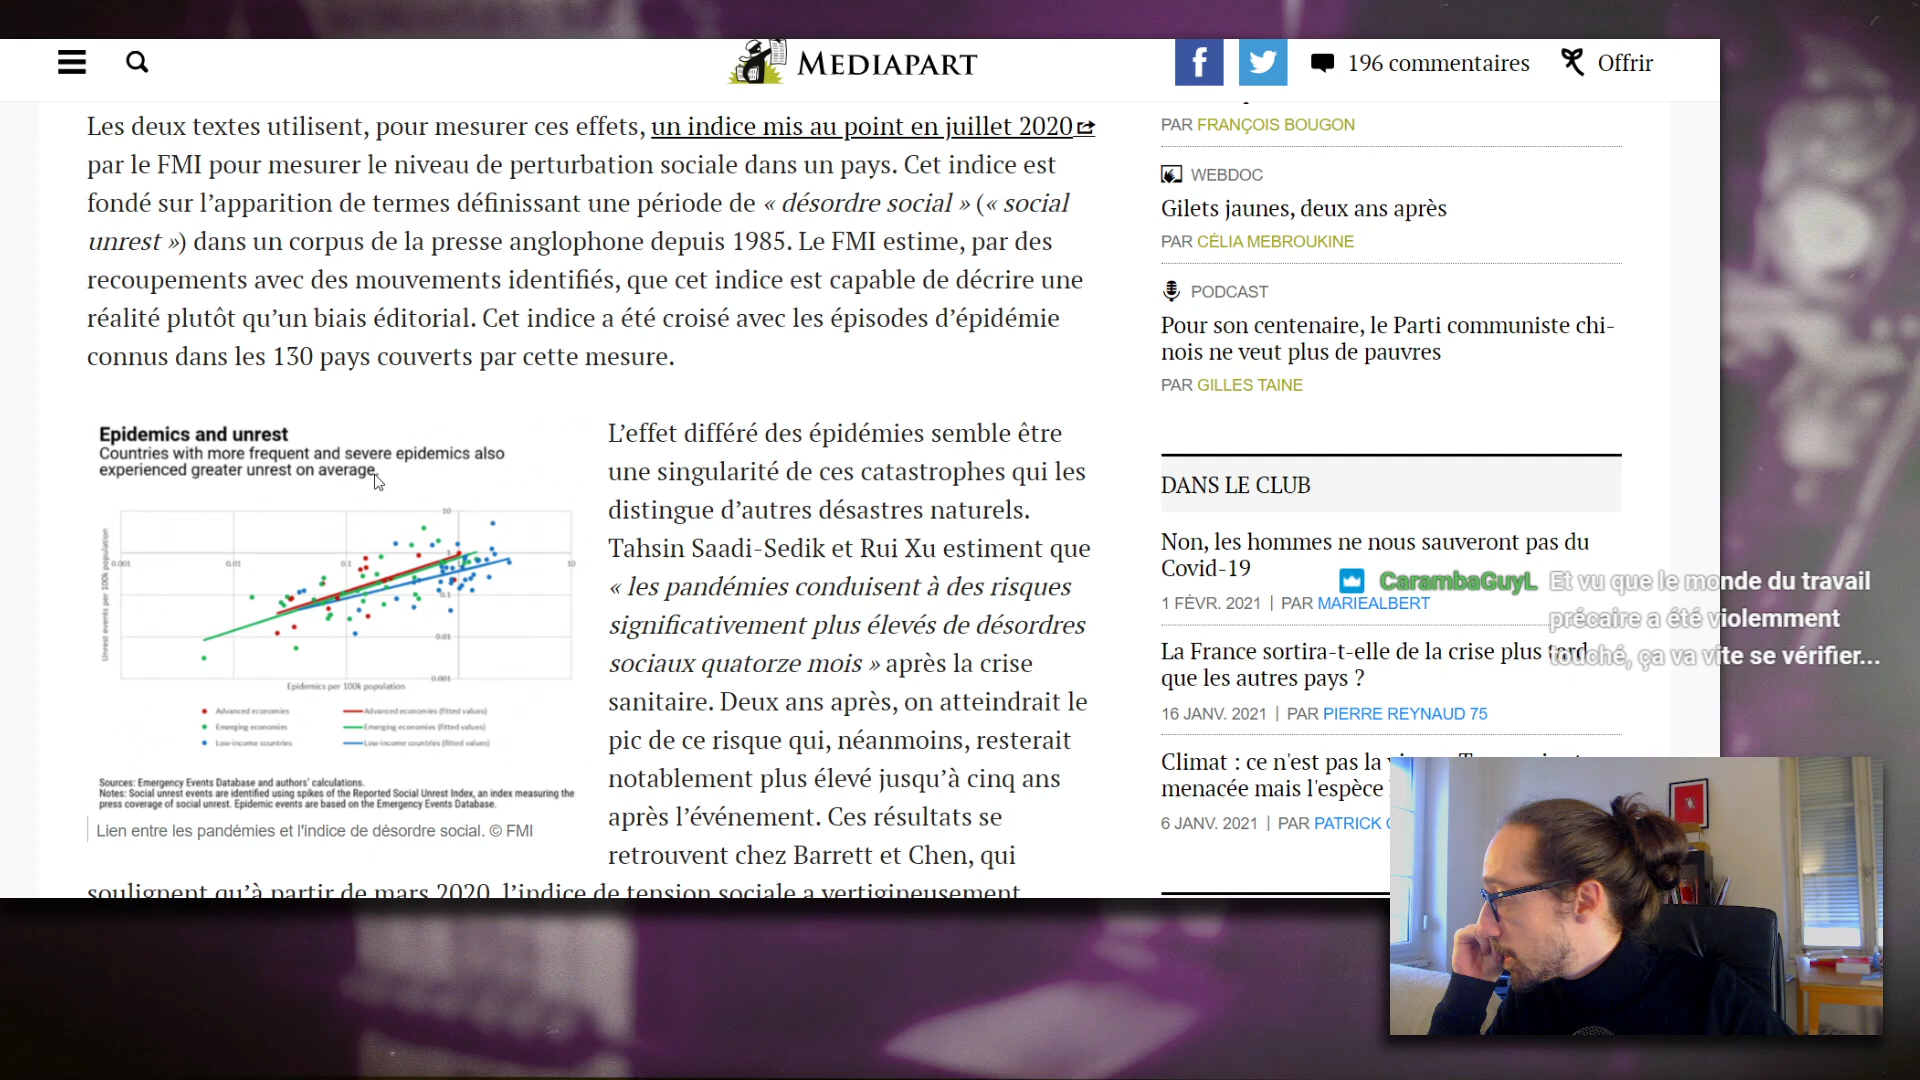 MEDIAPART
196 commentaires
Offrir
Les deux textes utilisent, pour mesurer ces effets, un indice mis au point en juillet 2020
par le FMI pour mesurer le niveau de perturbation sociale dans un pays. Cet indice est
fondé sur l'apparition de termes définissant une période de « désordre social » (« social
unrest ») dans un corpus de la presse anglophone depuis 1985. Le FMI estime, par des
recoupements avec des mouvements identifiés, que cet indice est capable de décrire une
réalité plutôt qu'un biais éditorial. Cet indice a été croisé avec les épisodes d'épidémie
connus dans les 130 pays couverts par cette mesure.
Epidemics and unrest
Countries with more frequent and severe epidemics also
experienced greater unrest on average.
Unrest events per 100k population
10
1
0.001
0.01
0.1
1
10
0.1
0.01
0.001
Epidemics per 100k population
Advanced economies
Advanced economies (fitted values)
Emerging economies
Emerging economies (fitted values)
Low-income countries
Low-income countries (fitted values)
Sources: Emergency Events Database and authors' calculations.
Notes: Social unrest events are identified using spikes of the Reported Social Unrest Index, an index measuring the
press coverage of social unrest. Epidemic events are based on the Emergency Events Database.
Lien entre les pandémies et l'indice de désordre social. © FMI
L'effet différé des épidémies semble être
une singularité de ces catastrophes qui les
distingue d'autres désastres naturels.
Tahsin Saadi-Sedik et Rui Xu estiment que
« les pandémies conduisent à des risques
significativement plus élevés de désordres
sociaux quatorze mois » après la crise
sanitaire. Deux ans après, on atteindrait le
pic de ce risque qui, néanmoins, resterait
notablement plus élevé jusqu'à cinq ans
après l'événement. Ces résultats se
retrouvent chez Barrett et Chen, qui
soulignent qu'à partir de mars 2020, l'indice de tension sociale a vertigineusement
PAR FRANÇOIS BOUGON
WEBDOC
Gilets jaunes, deux ans après
PAR CÉLIA MEBROUKINE
PODCAST
Pour son centenaire, le Parti communiste chi-
nois ne veut plus de pauvres
PAR GILLES TAINE
DANS LE CLUB
Non, les hommes ne nous sauveront pas du
Covid-19
1 FÉVR. 2021 | PAR MARIEALBERT
La France sortira-t-elle de la crise plus tard
que les autres pays ?
16 JANV. 2021 | PAR PIERRE REYNAUD 75
Climat : ce n'est pas la
menacée mais l'espèce
6 JANV. 2021 | PAR PATRICK
CarambaGuyL Et vu que le monde du travail
précaire a été violemment
touché, ça va vite se vérifier...